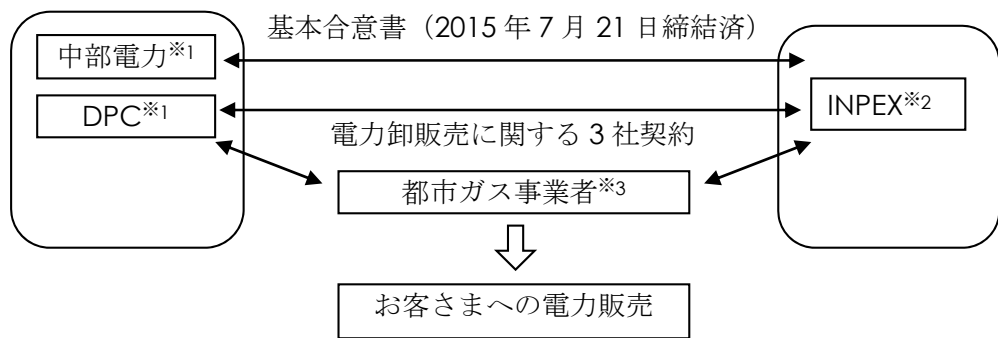 基本合意書（2015 年 7 月 21 日締結済）
中部電力※1
DPC※1
INPEX※2
電力卸販売に関する 3 社契約
都市ガス事業者※3
お客さまへの電力販売